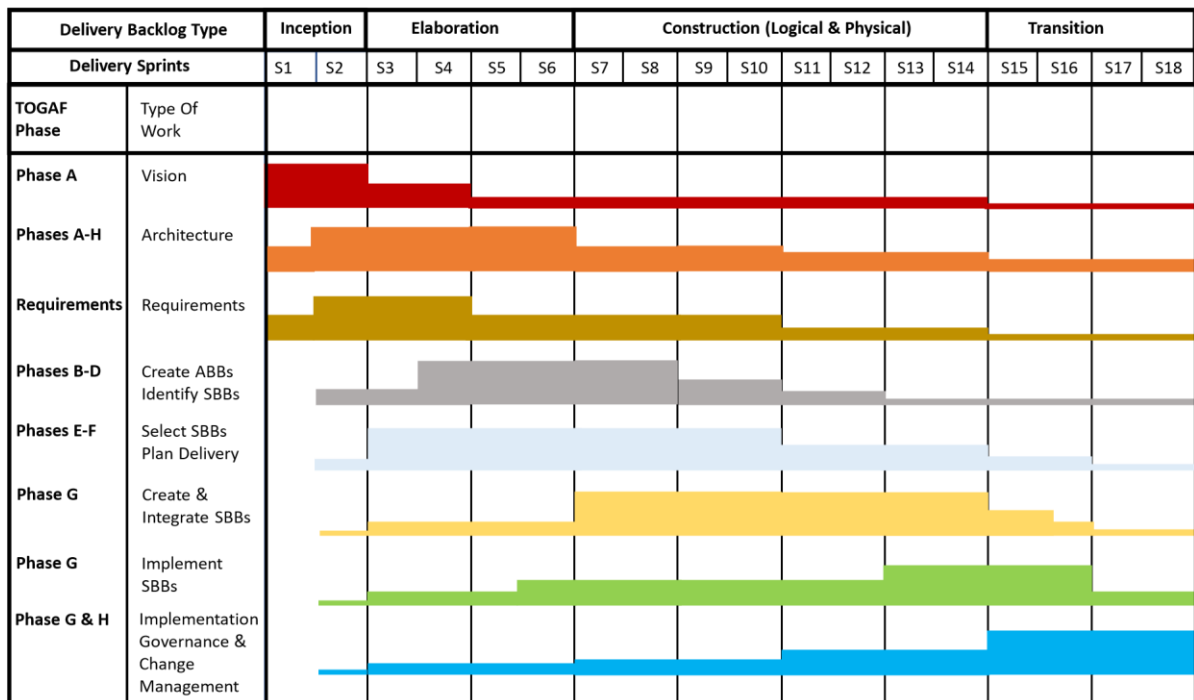 Delivery Backlog Type Inception Elaboration Construction (Logical & Physical) Transition
Delivery Sprints S1 S2 S3 S4 S5 S6 S7 S8 S9 S10 S11 S12 S13 S14 S15 S16 S17 S18
TOGAF Type Of
Phase Work
Phase A Vision
Phases A-H Architecture
Requirements Requirements
Phases B-D Create ABBs
Identify SBBs
Phases E-F Select SBBs
Plan Delivery
Phase G Create &
Integrate SBBs
Phase G Implement
SBBs
Phase G & H Implementation
Governance &
Change
Management